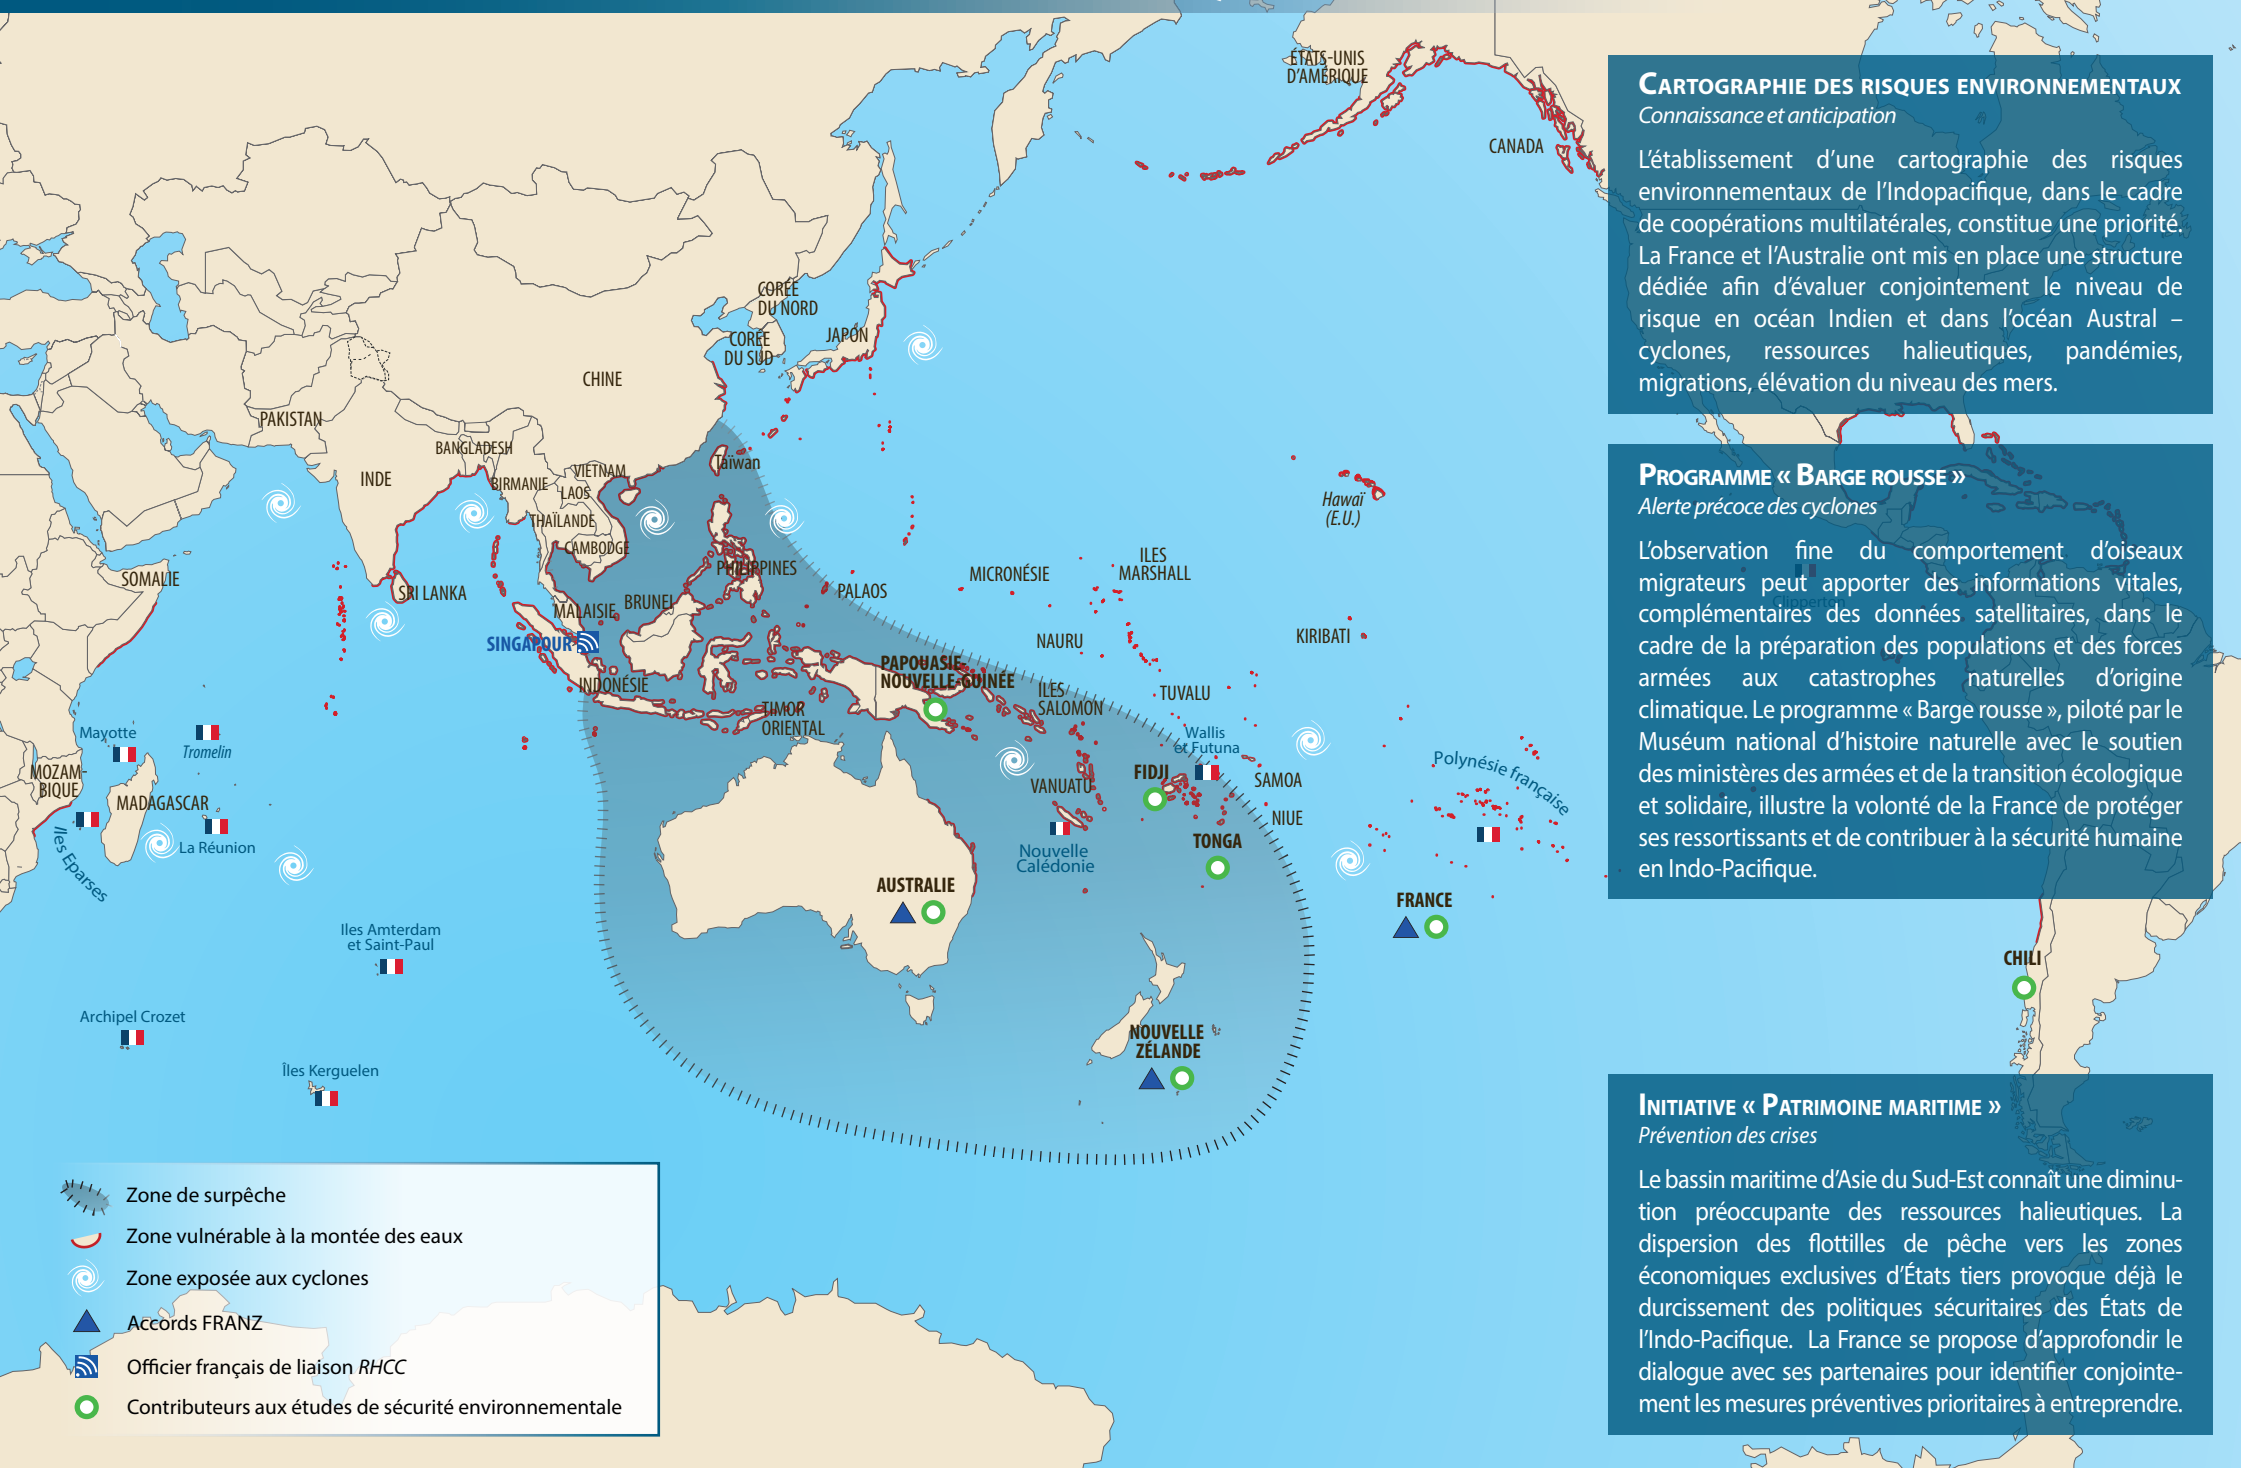 ÉTATS-UNIS
D'AMÉRIQUE
CANADA
CORÉE
DU NORD
CORÉE
DU SUD
JAPON
CHINE
PAKISTAN
BANGLADESH
INDE
BIRMANIE
VIETNAM
LAOS
Taïwan
THAÏLANDE
CAMBODGE
PHILIPPINES
Hawaï
(E.U.)
SOMALIE
SRI LANKA
MALAISIE
BRUNEI
PALAOS
MICRONÉSIE
ILES
MARSHALL
SINGAPOUR
NAURU
KIRIBATI
INDONÉSIE
PAPOUASIE-
NOUVELLE-GUINÉE
ILES
SALOMON
TUVALU
TIMOR
ORIENTAL
Mayotte
Tromelin
Wallis
et Futuna
MOZAM-
BIQUE
MADAGASCAR
VANUATU
FIDJI
SAMOA
Polynésie française
NIUE
La Réunion
Iles Eparses
Nouvelle
Calédonie
TONGA
AUSTRALIE
FRANCE
Iles Amterdam
et Saint-Paul
CHILI
Archipel Crozet
NOUVELLE
ZÉLANDE
Îles Kerguelen
Clipperton
CARTOGRAPHIE DES RISQUES ENVIRONNEMENTAUX
Connaissance et anticipation
L'établissement d'une cartographie des risques
environnementaux de l'Indopacifique, dans le cadre
de coopérations multilatérales, constitue une priorité.
La France et l'Australie ont mis en place une structure
dédiée afin d'évaluer conjointement le niveau de
risque en océan Indien et dans l'océan Austral –
cyclones, ressources halieutiques, pandémies,
migrations, élévation du niveau des mers.
PROGRAMME « BARGE ROUSSE »
Alerte précoce des cyclones
L'observation fine du comportement d'oiseaux
migrateurs peut apporter des informations vitales,
complémentaires des données satellitaires, dans le
cadre de la préparation des populations et des forces
armées aux catastrophes naturelles d'origine
climatique. Le programme « Barge rousse », piloté par le
Muséum national d'histoire naturelle avec le soutien
des ministères des armées et de la transition écologique
et solidaire, illustre la volonté de la France de protéger
ses ressortissants et de contribuer à la sécurité humaine
en Indo-Pacifique.
INITIATIVE « PATRIMOINE MARITIME »
Prévention des crises
Le bassin maritime d'Asie du Sud-Est connaît une diminu-
tion préoccupante des ressources halieutiques. La
dispersion des flottilles de pêche vers les zones
économiques exclusives d'États tiers provoque déjà le
durcissement des politiques sécuritaires des États de
l'Indo-Pacifique. La France se propose d'approfondir le
dialogue avec ses partenaires pour identifier conjointe-
ment les mesures préventives prioritaires à entreprendre.
Zone de surpêche
Zone vulnérable à la montée des eaux
Zone exposée aux cyclones
Accords FRANZ
Officier français de liaison RHCC
Contributeurs aux études de sécurité environnementale